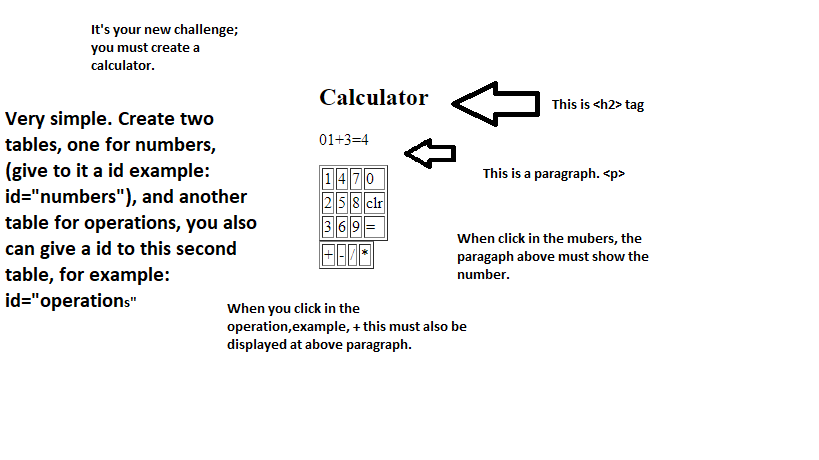 It's your new challenge;
you must create a
calculator.
Calculator
This is <h2> tag
Very simple. Create two
tables, one for numbers,
(give to it a id example:
id="numbers"), and another
table for operations, you also
can give a id to this second
table, for example:
id="operations"
01+3=4
This is a paragraph. <p>
1 4 7 0
2 5 8 clr
3 6 9 =
+ - / *
When click in the mubers, the
paragaph above must show the
number.
When you click in the
operation,example, + this must also be
displayed at above paragraph.